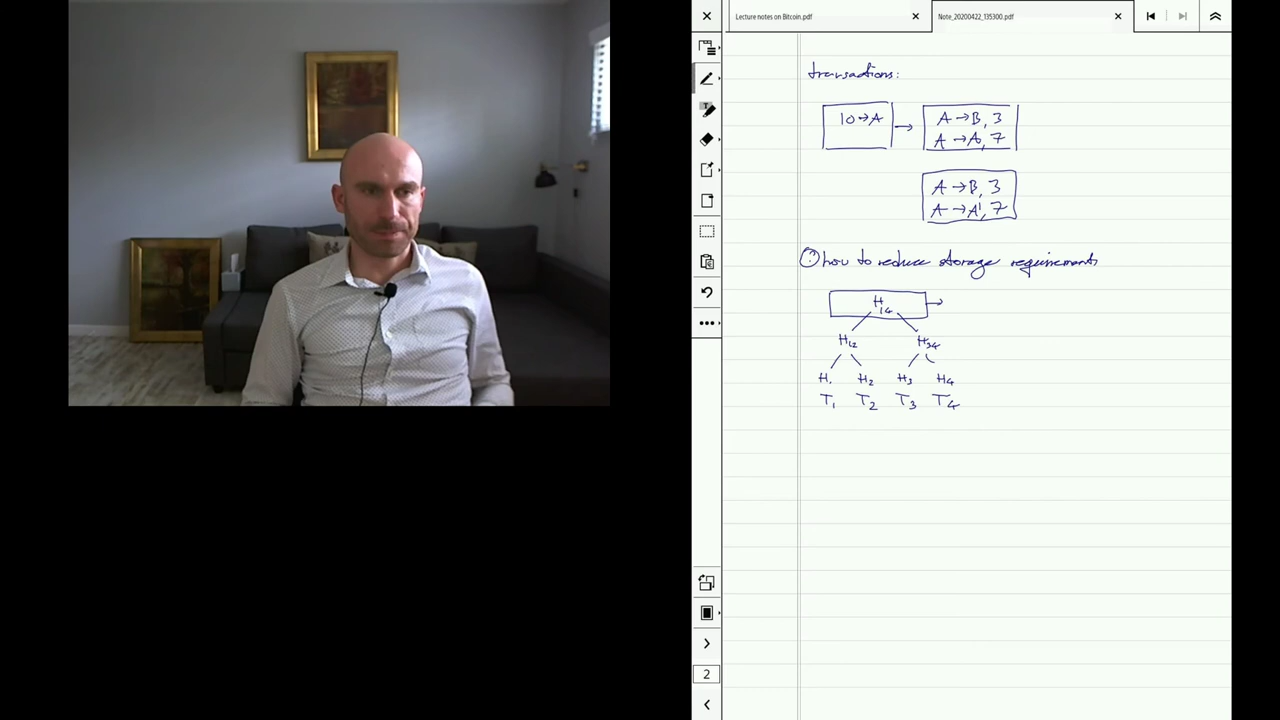 Lecture notes on Bitcoin.pdf
Note_20200422_135300.pdf
transactions:
10→A → A→B, 3
A→A, 7
A→B, 3
A→A', 7
? how to reduce storage requirements
H14
H12 H34
H1 H2 H3 H4
T1 T2 T3 T4
2